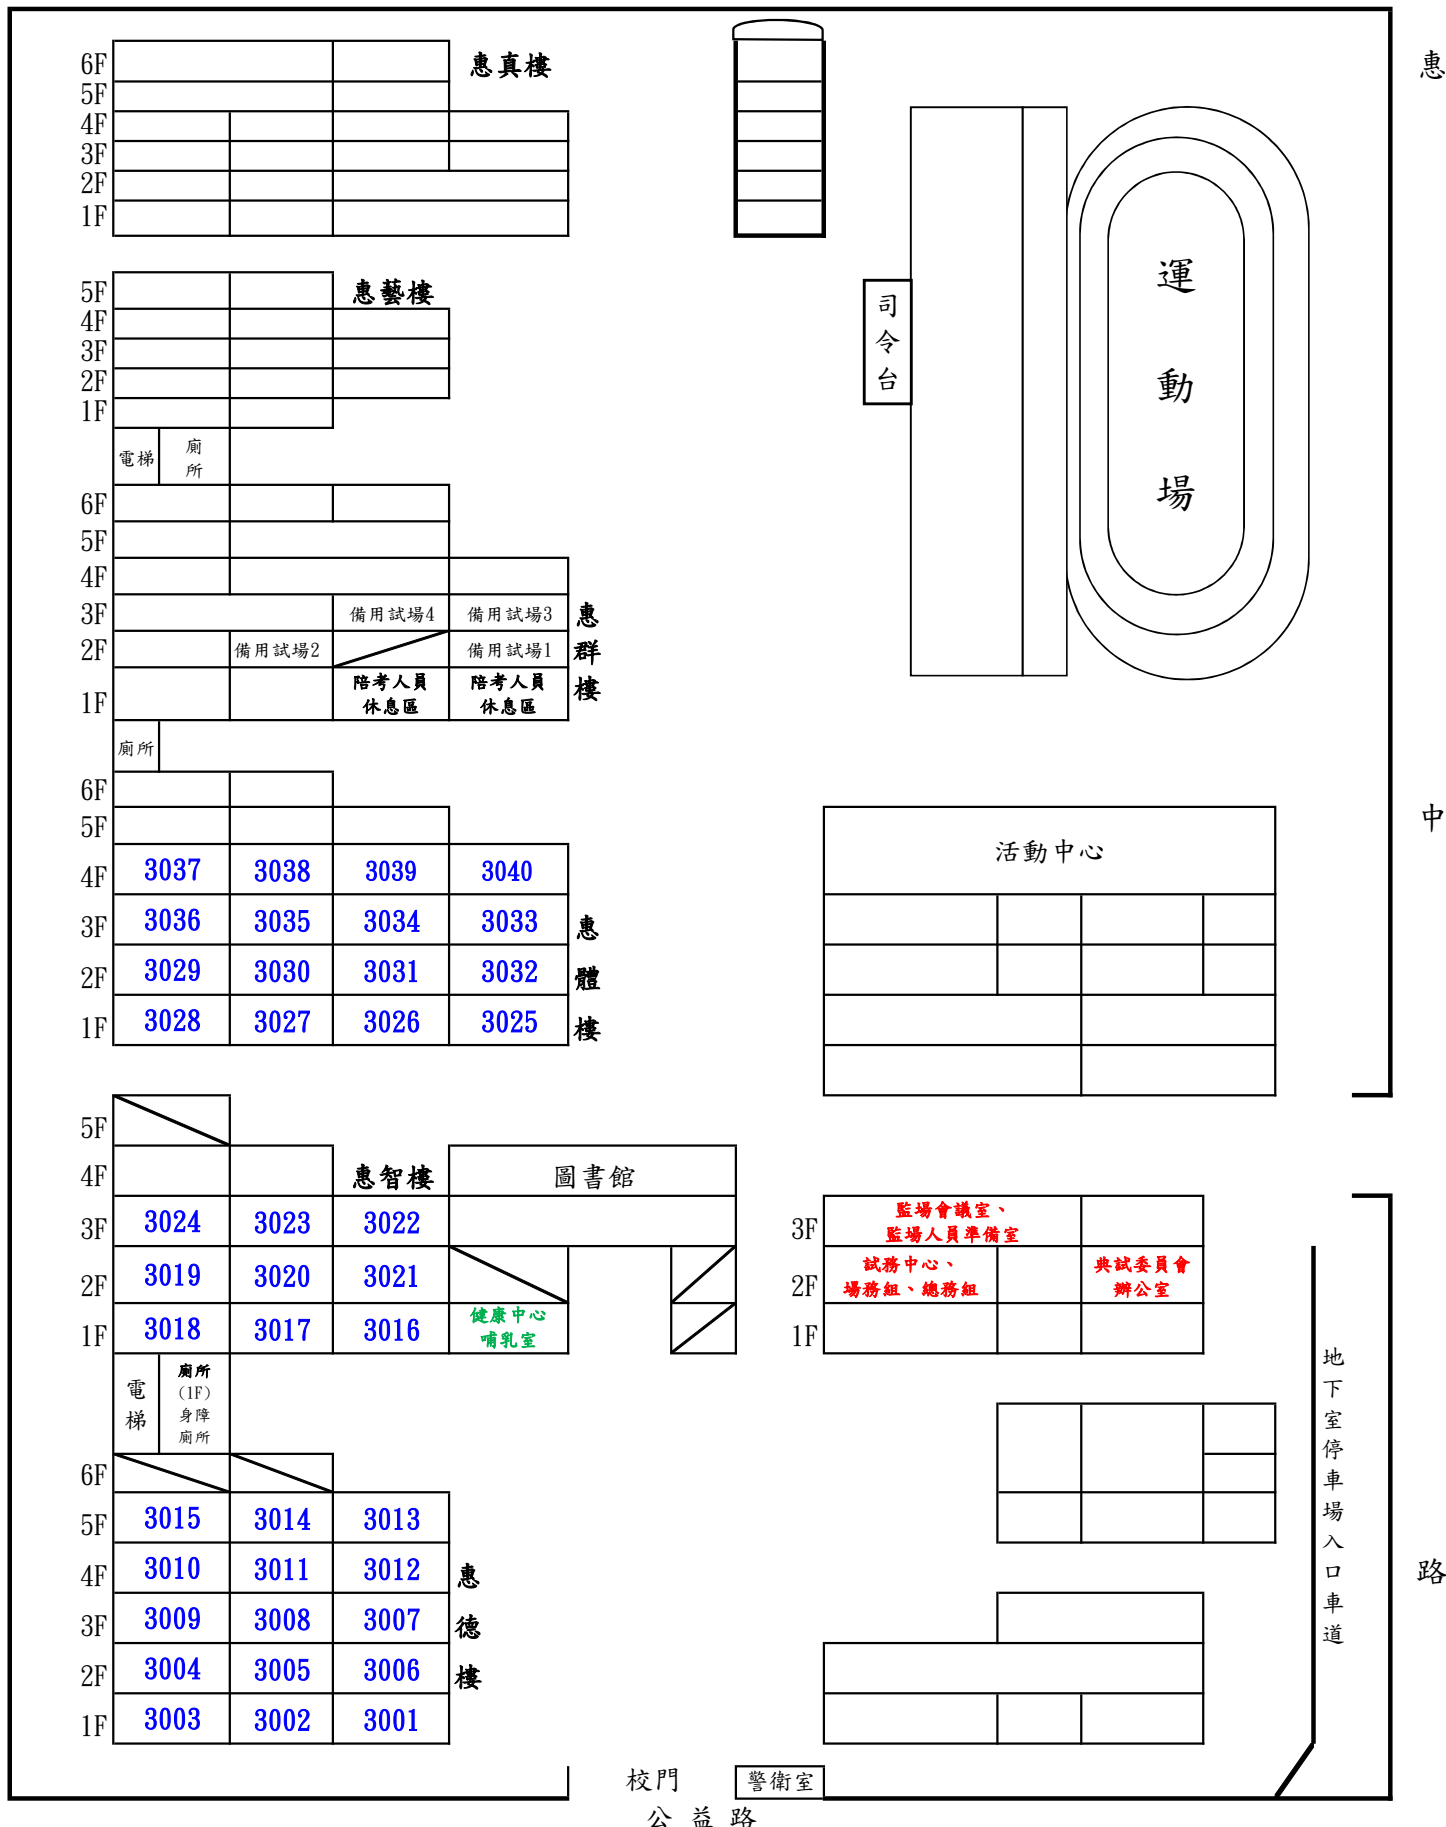 6F 惠真樓
5F
4F
3F
2F
1F
惠
中
路
運動場
司令台
5F 惠藝樓
4F
3F
2F
1F
電梯 廁所
6F
5F
4F
3F 備用試場4 備用試場3
2F 備用試場2 備用試場1
1F 陪考人員休息區 陪考人員休息區
惠群樓
廁所
6F
5F
4F 3037 3038 3039 3040
3F 3036 3035 3034 3033
2F 3029 3030 3031 3032
1F 3028 3027 3026 3025
惠體樓
活動中心
5F
4F 惠智樓 圖書館
3F 3024 3023 3022
2F 3019 3020 3021
1F 3018 3017 3016 健康中心
哺乳室
3F 監場會議室、
監場人員準備室
2F 試務中心、
場務組、總務組
典試委員會
辦公室
1F
電梯
廁所
(1F)
身障
廁所
地下室停車場入口車道
6F
5F 3015 3014 3013
4F 3010 3011 3012
3F 3009 3008 3007
2F 3004 3005 3006
1F 3003 3002 3001
惠德樓
校門 警衛室
公益路